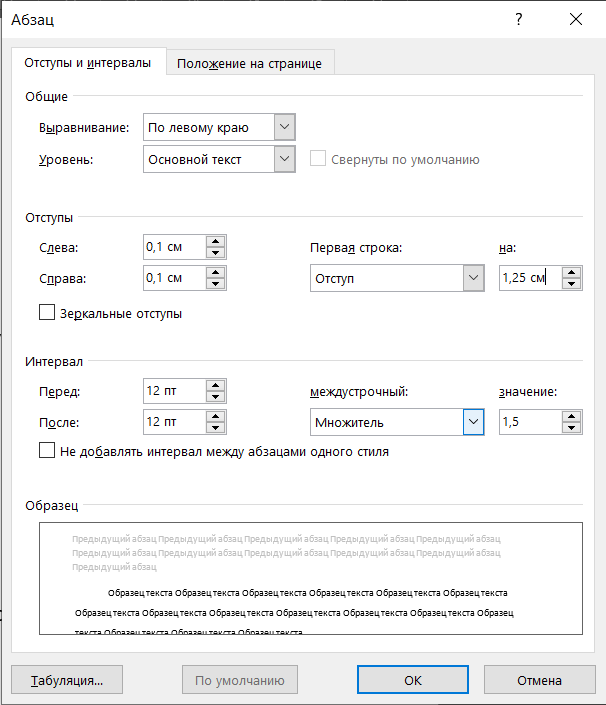 Абзац ?
Отступы и интервалы Положение на странице
Общие
Выравнивание: По левому краю
Уровень: Основной текст Свернуты по умолчанию
Отступы
Слева: 0,1 см Первая строка: на:
Справа: 0,1 см Отступ 1,25 см
Зеркальные отступы
Интервал
Перед: 12 пт междустрочный: значение:
После: 12 пт Множитель 1,5
Не добавлять интервал между абзацами одного стиля
Образец
Предыдущий абзац Предыдущий абзац Предыдущий абзац Предыдущий абзац Предыдущий абзац
Предыдущий абзац Предыдущий абзац Предыдущий абзац Предыдущий абзац Предыдущий абзац
Предыдущий абзац
Образец текста Образец текста Образец текста Образец текста Образец текста Образец текста
Образец текста Образец текста Образец текста Образец текста Образец текста Образец текста Образец
текста Образец текста Образец текста Образец текста
Табуляция... По умолчанию ОК Отмена